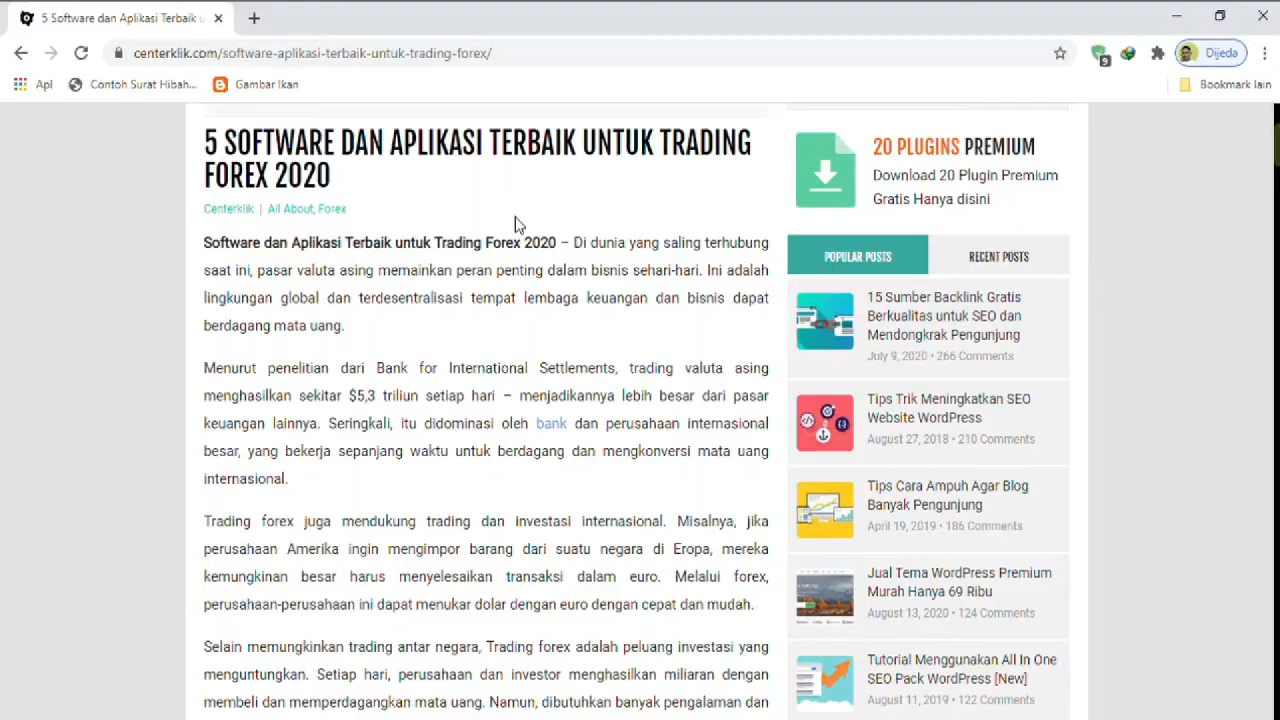 5 Software dan Aplikasi Terbaik u
centerklik.com/software-aplikasi-terbaik-untuk-trading-forex/
9
Dijeda
Apl
Contoh Surat Hibah...
Gambar Ikan
Bookmark lain
5 SOFTWARE DAN APLIKASI TERBAIK UNTUK TRADING
FOREX 2020
Centerklik | All About, Forex
Software dan Aplikasi Terbaik untuk Trading Forex 2020 – Di dunia yang saling terhubung
saat ini, pasar valuta asing memainkan peran penting dalam bisnis sehari-hari. Ini adalah
lingkungan global dan terdesentralisasi tempat lembaga keuangan dan bisnis dapat
berdagang mata uang.
Menurut penelitian dari Bank for International Settlements, trading valuta asing
menghasilkan sekitar $5,3 triliun setiap hari – menjadikannya lebih besar dari pasar
keuangan lainnya. Seringkali, itu didominasi oleh bank dan perusahaan internasional
besar, yang bekerja sepanjang waktu untuk berdagang dan mengkonversi mata uang
internasional.
Trading forex juga mendukung trading dan investasi internasional. Misalnya, jika
perusahaan Amerika ingin mengimpor barang dari suatu negara di Eropa, mereka
kemungkinan besar harus menyelesaikan transaksi dalam euro. Melalui forex,
perusahaan-perusahaan ini dapat menukar dolar dengan euro dengan cepat dan mudah.
Selain memungkinkan trading antar negara, Trading forex adalah peluang investasi yang
menguntungkan. Setiap hari, perusahaan dan investor menghasilkan miliaran dengan
membeli dan memperdagangkan mata uang. Namun, dibutuhkan banyak pengalaman dan
20 PLUGINS PREMIUM
Download 20 Plugin Premium
Gratis Hanya disini
POPULAR POSTS
RECENT POSTS
15 Sumber Backlink Gratis
Berkualitas untuk SEO dan
Mendongkrak Pengunjung
July 9, 2020 • 266 Comments
Tips Trik Meningkatkan SEO
Website WordPress
August 27, 2018 • 210 Comments
Tips Cara Ampuh Agar Blog
Banyak Pengunjung
April 19, 2019 • 186 Comments
Jual Tema WordPress Premium
Murah Hanya 69 Ribu
August 13, 2020 • 124 Comments
Tutorial Menggunakan All In One
SEO Pack WordPress [New]
August 11, 2019 • 122 Comments